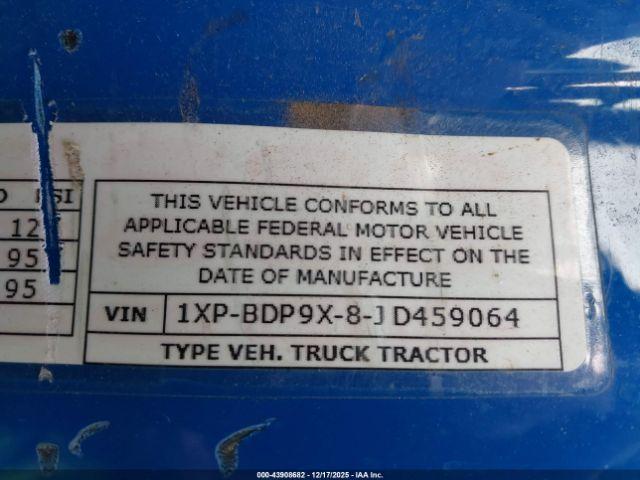 PSI
12
95
95
THIS VEHICLE CONFORMS TO ALL
APPLICABLE FEDERAL MOTOR VEHICLE
SAFETY STANDARDS IN EFFECT ON THE
DATE OF MANUFACTURE
VIN 1XP-BDP9X-8-JD459064
TYPE VEH. TRUCK TRACTOR
000-43908682 - 12/17/2025 - IAA Inc.